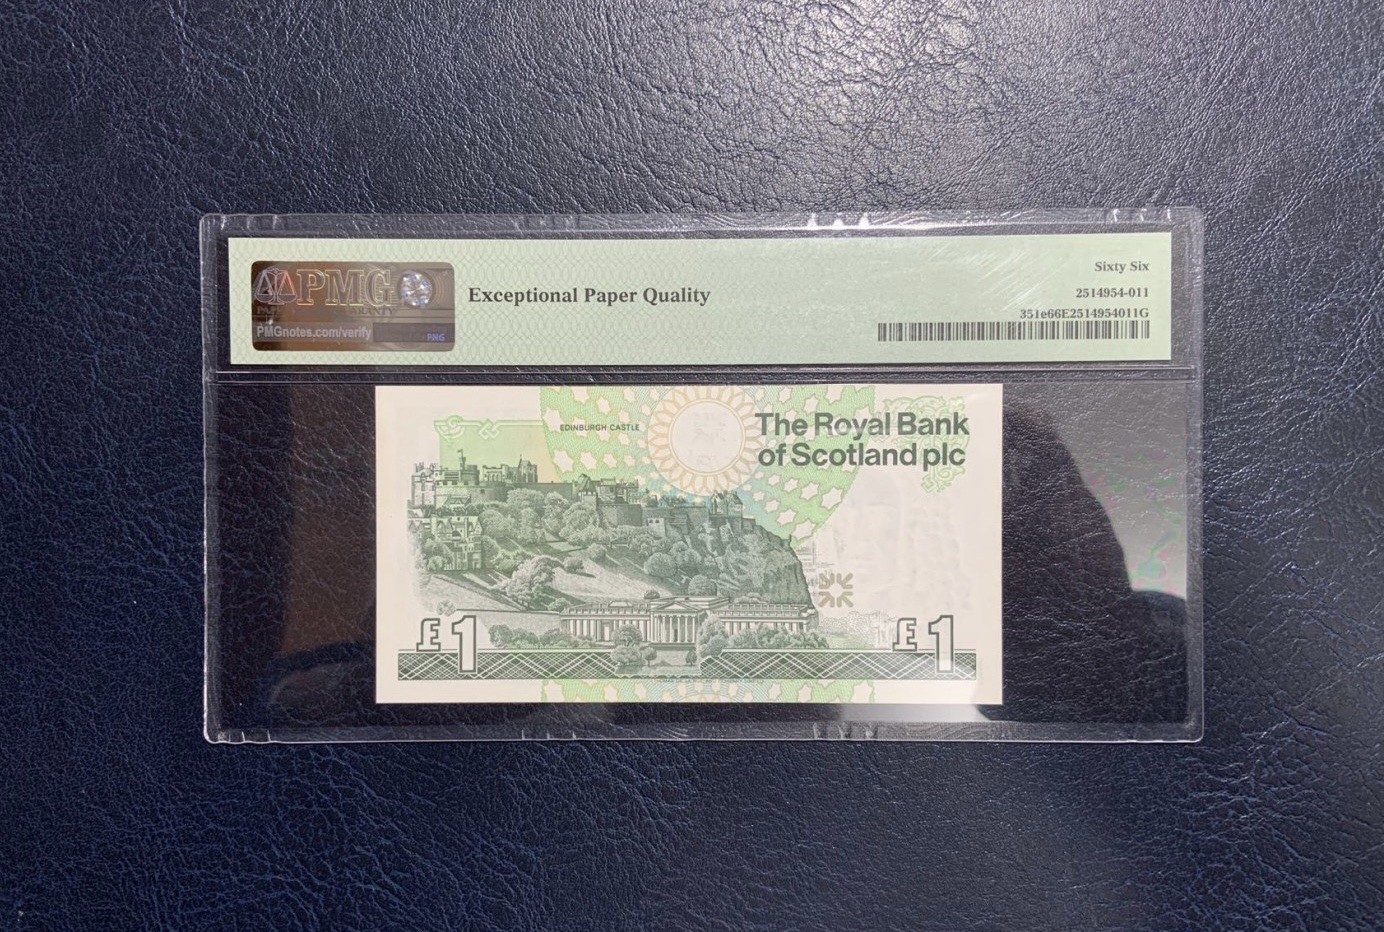 PMG
PMGnotes.com/verify
PMG
Exceptional Paper Quality
Sixty Six
2514954-011
351e66E2514954011G
EDINBURGH CASTLE
The Royal Bank
of Scotland plc
£1
£1